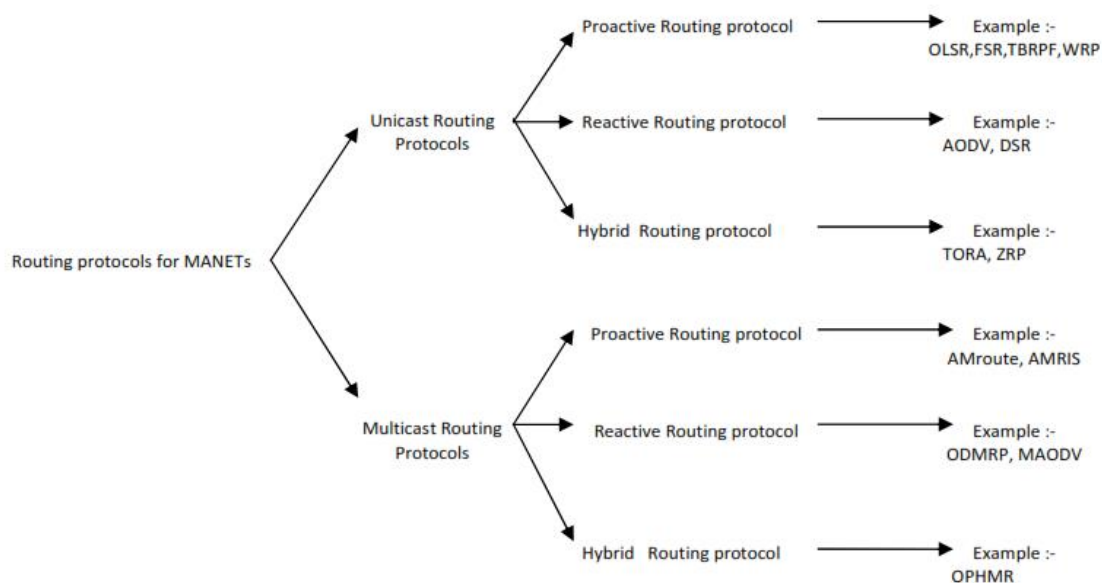 Proactive Routing protocol
Example :-
OLSR,FSR,TBRPF,WRP
Unicast Routing
Protocols
Reactive Routing protocol
Example :-
AODV, DSR
Hybrid Routing protocol
Example :-
TORA, ZRP
Routing protocols for MANETs
Proactive Routing protocol
Example :-
AMroute, AMRIS
Multicast Routing
Protocols
Reactive Routing protocol
Example :-
ODMRP, MAODV
Hybrid Routing protocol
Example :-
OPHMR